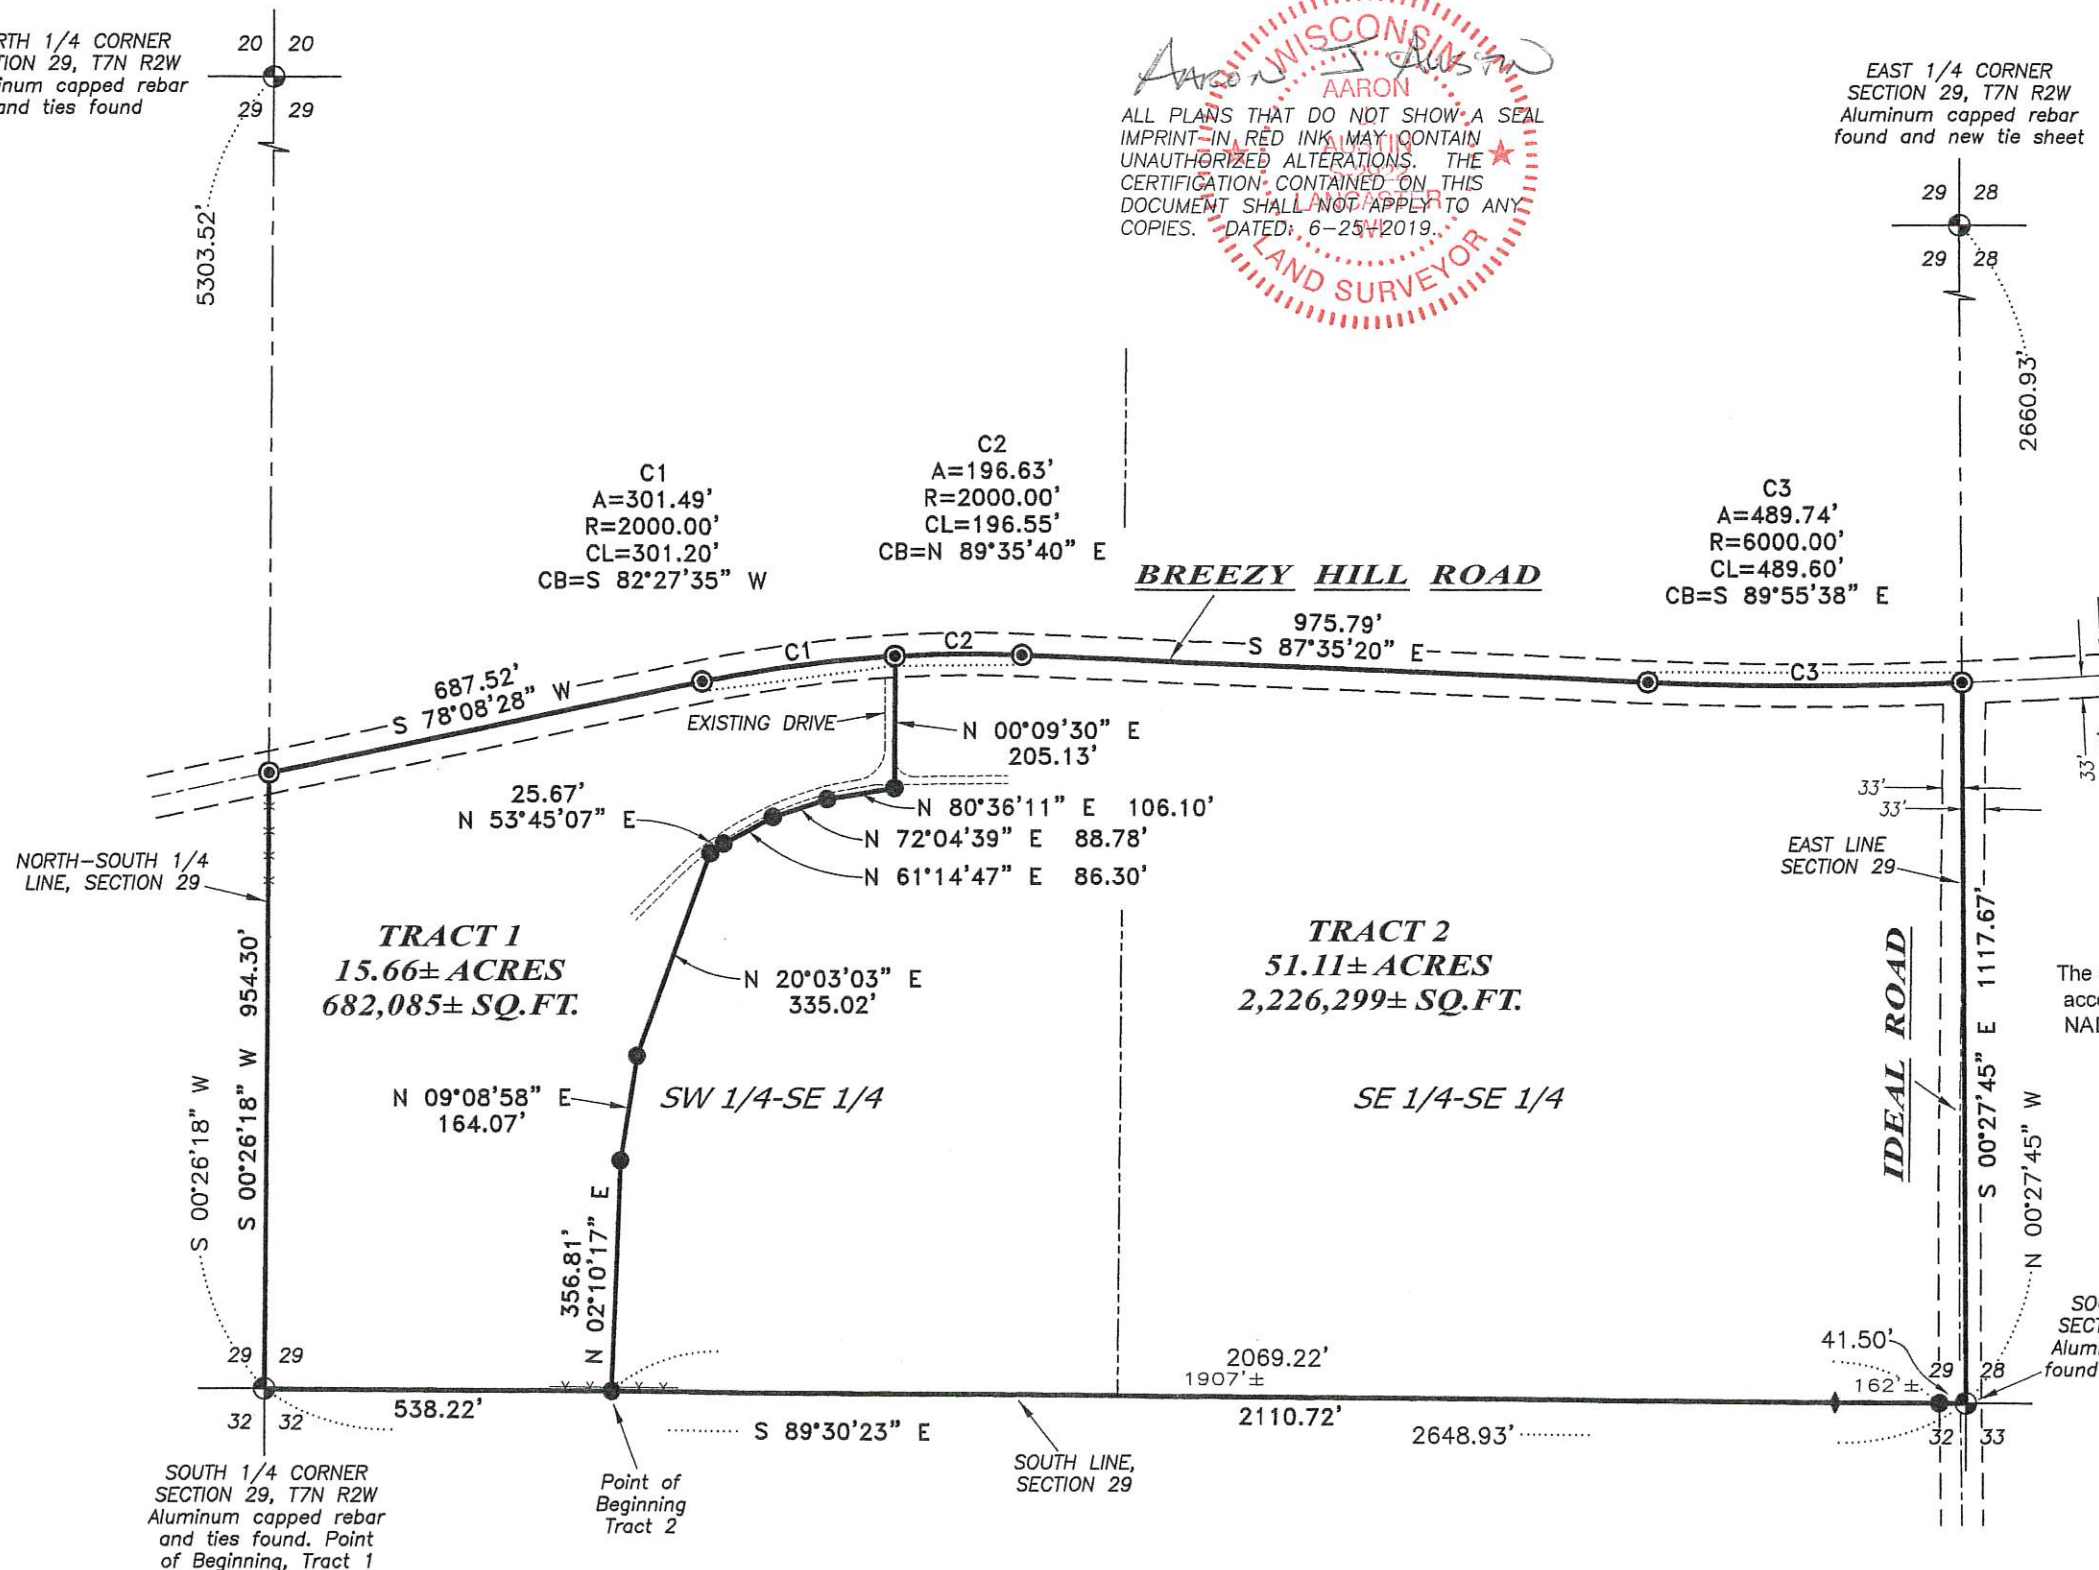 20 20
29 29
TION 29, T7N R2W
and ties found
5303.52'
Aaron J Austin
WISCONSIN
AARON
J.
AUSTIN
LANCASTER
WI
LAND SURVEYOR
ALL PLANS THAT DO NOT SHOW A SEAL
IMPRINT IN RED INK MAY CONTAIN
UNAUTHORIZED ALTERATIONS. THE
CERTIFICATION CONTAINED ON THIS
DOCUMENT SHALL NOT APPLY TO ANY
COPIES. DATED: 6-25-2019.
EAST 1/4 CORNER
SECTION 29, T7N R2W
Aluminum capped rebar
found and new tie sheet
29 28
29 28
2660.93'
RTH 1/4 CORNER
inum capped rebar
C1
A=301.49'
R=2000.00'
CL=301.20'
CB=S 82°27'35" W
C2
A=196.63'
R=2000.00'
CL=196.55'
CB=N 89°35'40" E
C3
A=489.74'
R=6000.00'
CL=489.60'
CB=S 89°55'38" E
BREEZY HILL ROAD
687.52'
S 78°08'28" W
C1
C2
975.79'
S 87°35'20" E
C3
EXISTING DRIVE
N 00°09'30" E
205.13'
25.67'
N 53°45'07" E
N 80°36'11" E 106.10'
N 72°04'39" E 88.78'
N 61°14'47" E 86.30'
33'
33'
33'
NORTH-SOUTH 1/4
LINE, SECTION 29
EAST LINE
SECTION 29
TRACT 1
15.66± ACRES
682,085± SQ.FT.
N 20°03'03" E
335.02'
TRACT 2
51.11± ACRES
2,226,299± SQ.FT.
The
acc
NA
N 09°08'58" E
164.07'
SW 1/4-SE 1/4
SE 1/4-SE 1/4
IDEAL ROAD
S 00°27'45" E 1117.67'
N 00°27'45" W
S 00°26'18" W 954.30'
S 00°26'18" W
356.81'
N 02°10'17" E
29 29
32 32
538.22'
S 89°30'23" E
2069.22'
1907'±
2110.72'
2648.93'
41.50'
162'±
29 28
32 33
SO
SECT
Alum
found
SOUTH LINE,
SECTION 29
Point of
Beginning
Tract 2
SOUTH 1/4 CORNER
SECTION 29, T7N R2W
Aluminum capped rebar
and ties found. Point
of Beginning, Tract 1